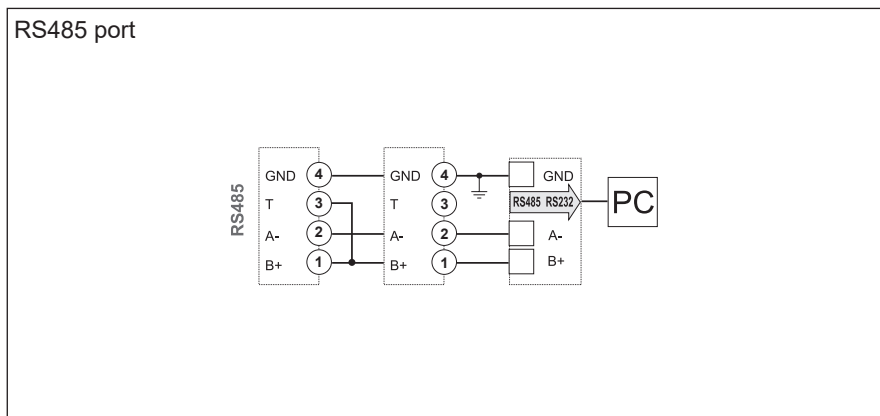 RS485 port
RS485
GND 4
T 3
A- 2
B+ 1
GND 4
T 3
A- 2
B+ 1
GND
RS485 RS232
A-
B+
PC